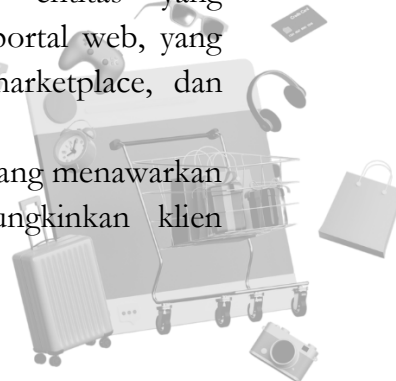 entitas yang
portal web, yang
marketplace, dan
ang menawarkan
ungkinkan klien